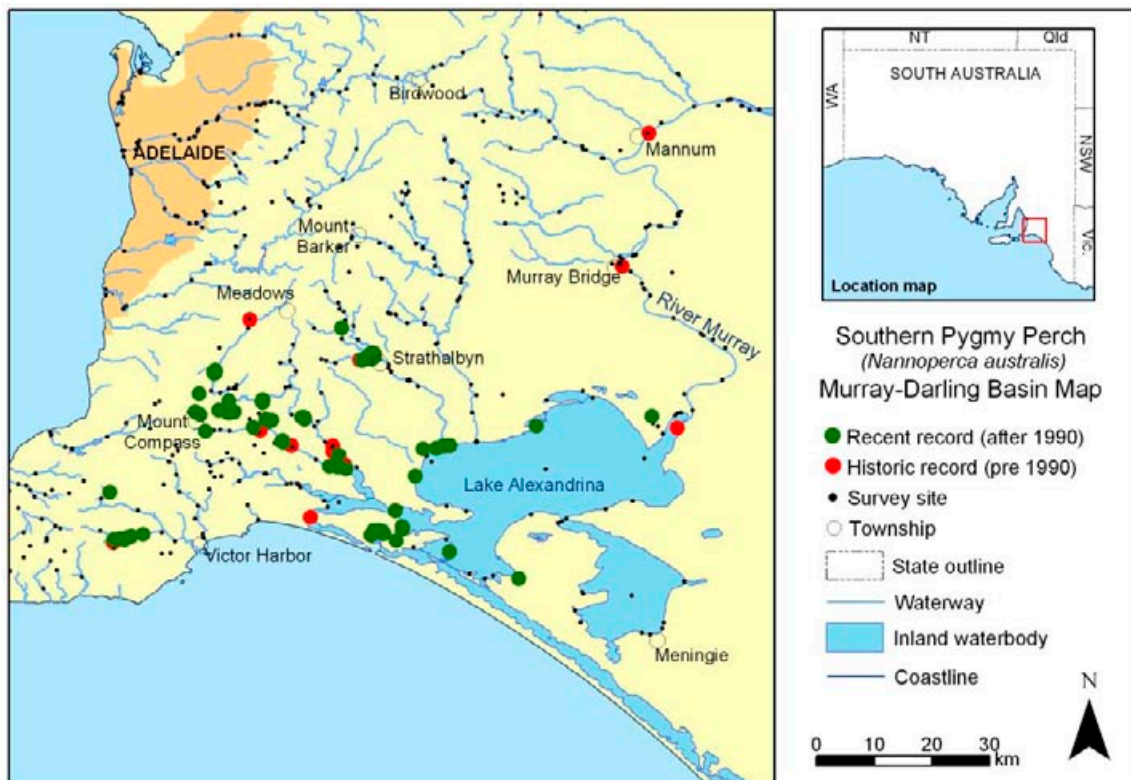 Birdwood
ADELAIDE
Mannum
Mount
Barker
Murray Bridge
Meadows
River Murray
Strathalbyn
Mount
Compass
Lake Alexandrina
Victor Harbor
Meningie
NT
Qld
SOUTH AUSTRALIA
WA
NSW
Vic.
Location map
Southern Pygmy Perch
(Nannoperca australis)
Murray-Darling Basin Map
Recent record (after 1990)
Historic record (pre 1990)
Survey site
Township
State outline
Waterway
Inland waterbody
Coastline
N
0 10 20 30
km